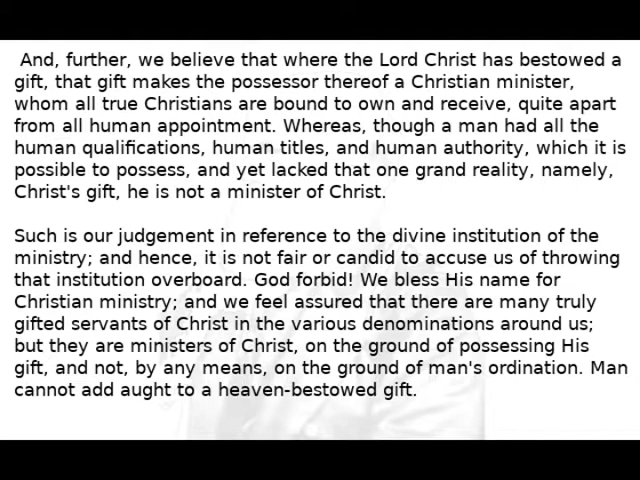 And, further, we believe that where the Lord Christ has bestowed a
gift, that gift makes the possessor thereof a Christian minister,
whom all true Christians are bound to own and receive, quite apart
from all human appointment. Whereas, though a man had all the
human qualifications, human titles, and human authority, which it is
possible to possess, and yet lacked that one grand reality, namely,
Christ's gift, he is not a minister of Christ.
Such is our judgement in reference to the divine institution of the
ministry; and hence, it is not fair or candid to accuse us of throwing
that institution overboard. God forbid! We bless His name for
Christian ministry; and we feel assured that there are many truly
gifted servants of Christ in the various denominations around us;
but they are ministers of Christ, on the ground of possessing His
gift, and not, by any means, on the ground of man's ordination. Man
cannot add aught to a heaven-bestowed gift.